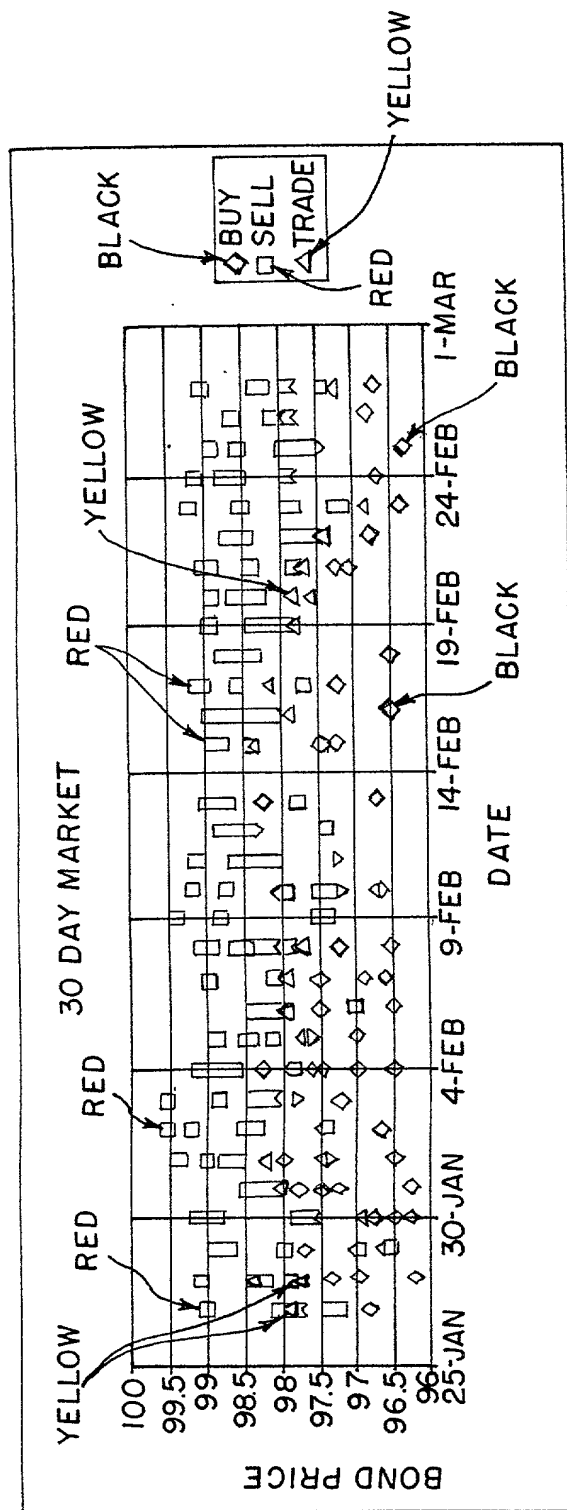 30 DAY MARKET
BOND PRICE
100
99.5
99
98.5
98
97.5
97
96.5
96
25-JAN
30-JAN
4-FEB
9-FEB
14-FEB
19-FEB
24-FEB
1-MAR
DATE
YELLOW
RED
RED
RED
YELLOW
BLACK
BLACK
BLACK
BUY
SELL
TRADE
RED
YELLOW